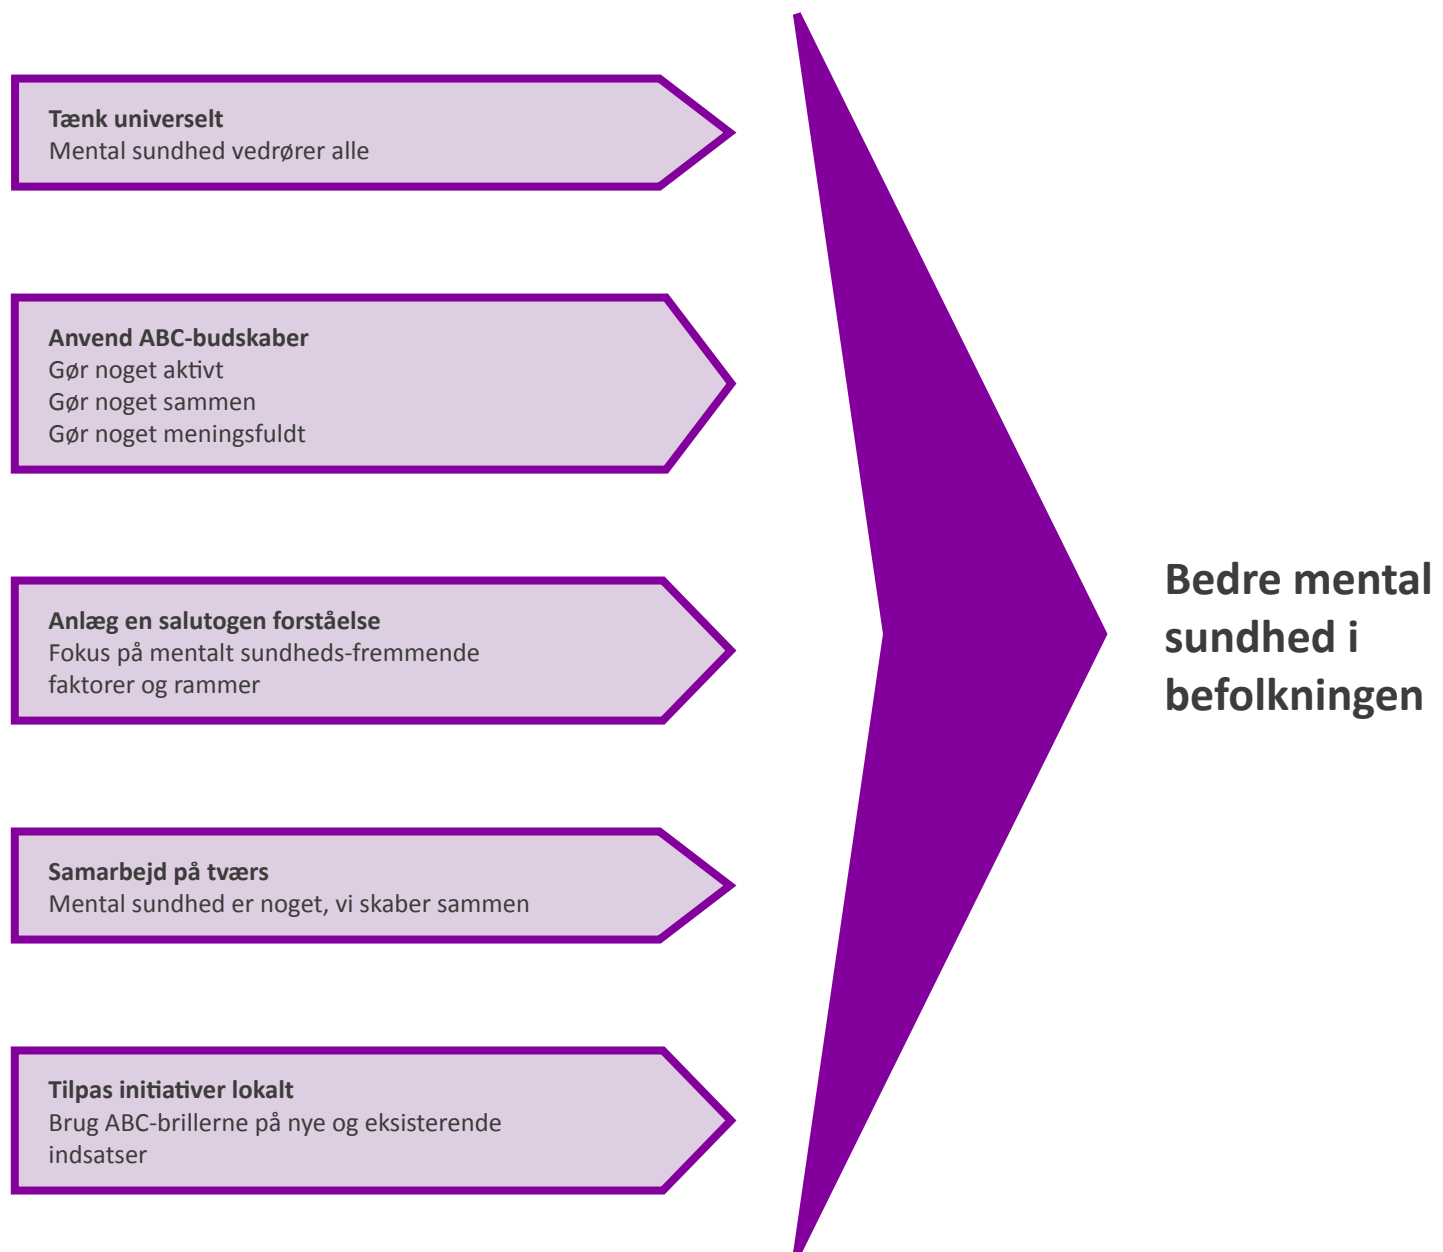 Tænk universelt
Mental sundhed vedrører alle
Anvend ABC-budskaber
Gør noget aktivt
Gør noget sammen
Gør noget meningsfuldt
Anlæg en salutogen forståelse
Fokus på mentalt sundheds-fremmende
faktorer og rammer
Samarbejd på tværs
Mental sundhed er noget, vi skaber sammen
Tilpas initiativer lokalt
Brug ABC-brillerne på nye og eksisterende
indsatser
Bedre mental
sundhed i
befolkningen